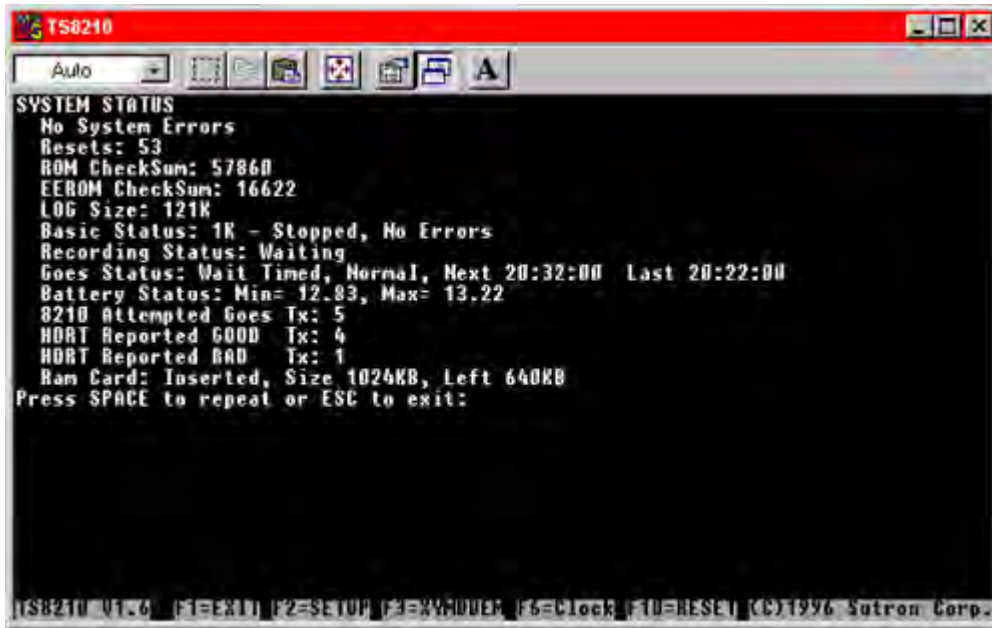 TS8210
Auto
A
SYSTEM STATUS
No System Errors
Resets: 53
ROM CheckSum: 57860
EEROM CheckSum: 16622
LOG Size: 121K
Basic Status: 1K - Stopped, No Errors
Recording Status: Waiting
Goes Status: Wait Timed, Normal, Next 20:32:00 Last 20:22:00
Battery Status: Min= 12.83, Max= 13.22
8210 Attempted Goes Tx: 5
HDRT Reported GOOD Tx: 4
HDRT Reported BAD Tx: 1
Ram Card: Inserted, Size 1024KB, Left 640KB
Press SPACE to repeat or ESC to exit:
TS8210 V1.6 F1=EXIT F2=SETUP F3=XYMODEM F6=Clock F10=RESET (C)1996 Sutron Corp.